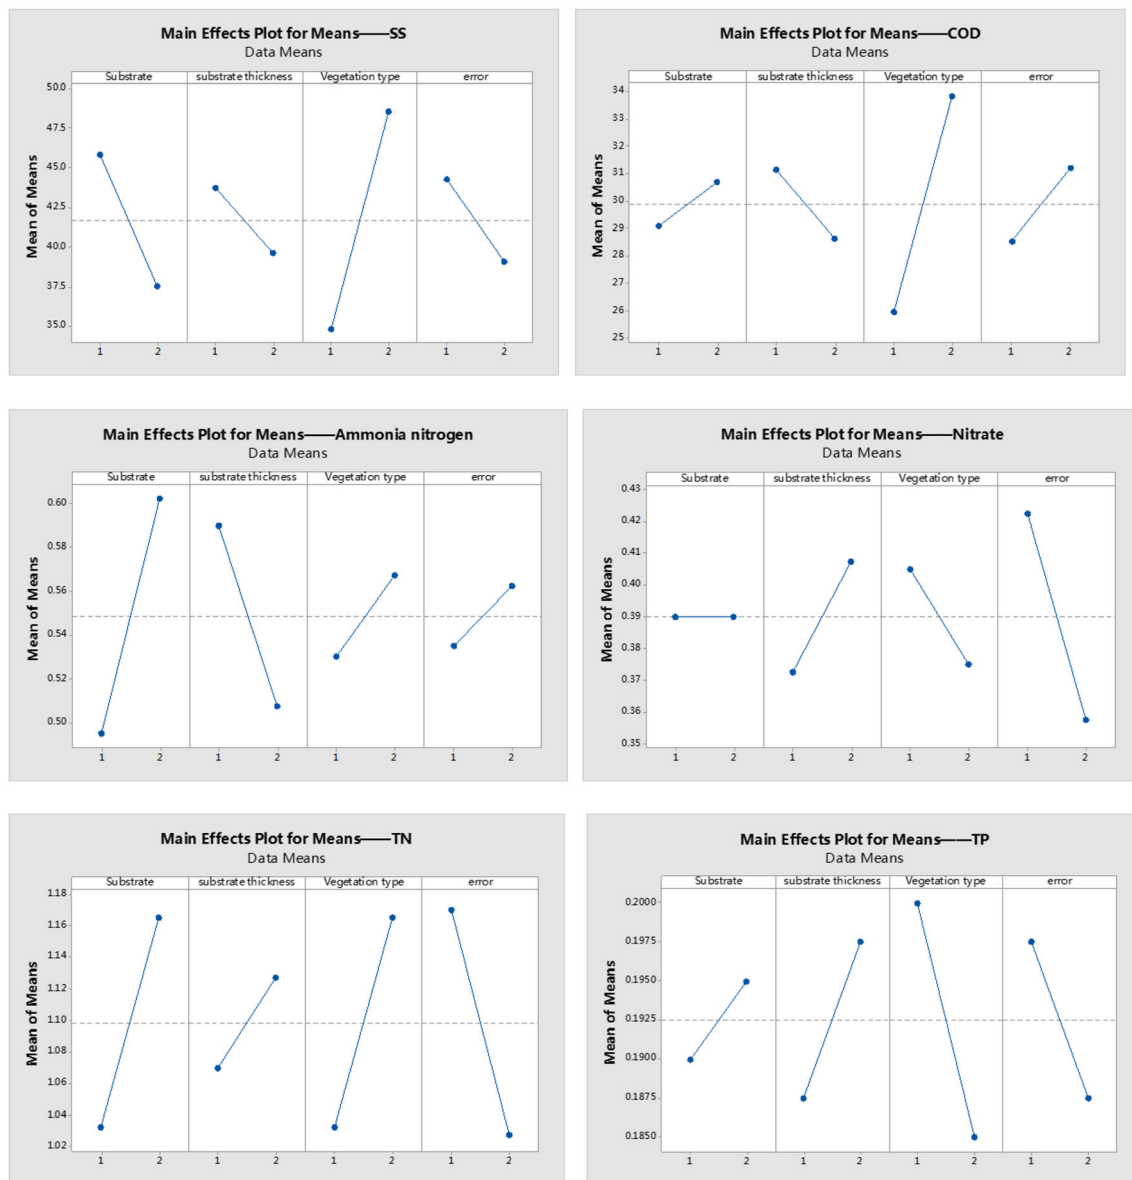 Main Effects Plot for Means——SS
Data Means
Substrate substrate thickness Vegetation type error
50.0
47.5
45.0
42.5
40.0
37.5
35.0
Mean of Means
1 2 1 2 1 2 1 2
Main Effects Plot for Means——COD
Data Means
Substrate substrate thickness Vegetation type error
34
33
32
31
30
29
28
27
26
25
Mean of Means
1 2 1 2 1 2 1 2
Main Effects Plot for Means——Ammonia nitrogen
Data Means
Substrate substrate thickness Vegetation type error
0.60
0.58
0.56
0.54
0.52
0.50
Mean of Means
1 2 1 2 1 2 1 2
Main Effects Plot for Means——Nitrate
Data Means
Substrate substrate thickness Vegetation type error
0.43
0.42
0.41
0.40
0.39
0.38
0.37
0.36
0.35
Mean of Means
1 2 1 2 1 2 1 2
Main Effects Plot for Means——TN
Data Means
Substrate substrate thickness Vegetation type error
1.18
1.16
1.14
1.12
1.10
1.08
1.06
1.04
1.02
Mean of Means
1 2 1 2 1 2 1 2
Main Effects Plot for Means——TP
Data Means
Substrate substrate thickness Vegetation type error
0.2000
0.1975
0.1950
0.1925
0.1900
0.1875
0.1850
Mean of Means
1 2 1 2 1 2 1 2